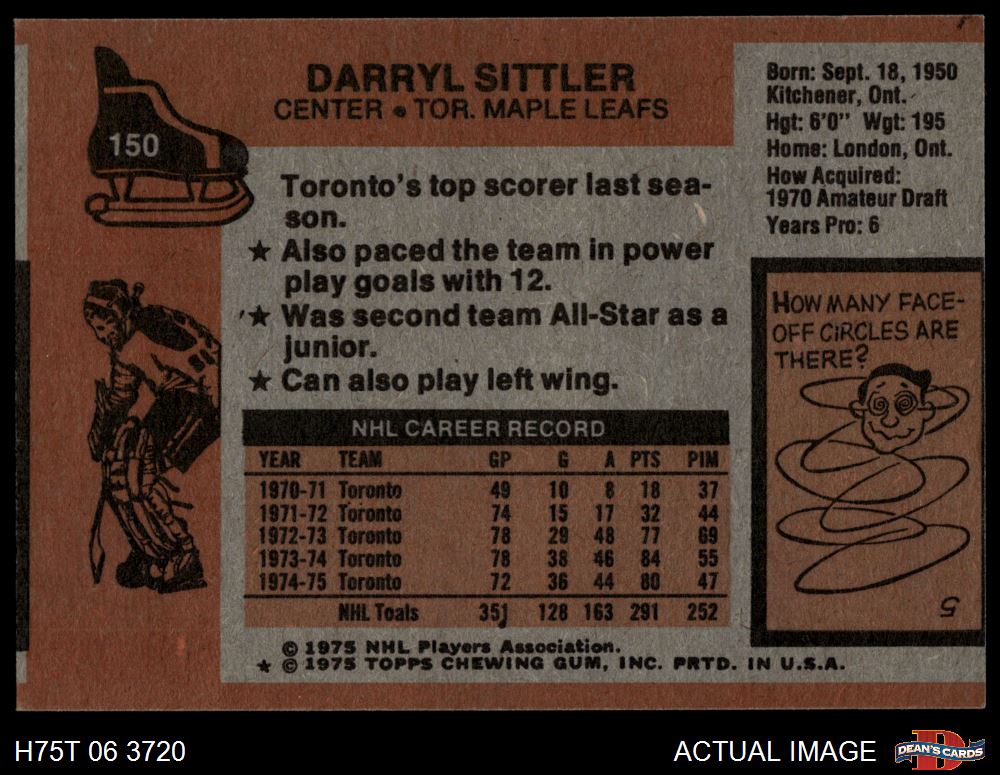 150
DARRYL SITTLER
CENTER • TOR. MAPLE LEAFS
Born: Sept. 18, 1950
Kitchener, Ont.
Hgt: 6'0" Wgt: 195
Home: London, Ont.
How Acquired:
1970 Amateur Draft
Years Pro: 6
Toronto's top scorer last sea-
son.
★ Also paced the team in power
play goals with 12.
★ Was second team All-Star as a
junior.
★ Can also play left wing.
HOW MANY FACE-
OFF CIRCLES ARE
THERE?
5
NHL CAREER RECORD
YEAR TEAM GP G A PTS PIM
1970-71 Toronto 49 10 8 18 37
1971-72 Toronto 74 15 17 32 44
1972-73 Toronto 78 29 48 77 69
1973-74 Toronto 78 38 46 84 55
1974-75 Toronto 72 36 44 80 47
NHL Toals 351 128 163 291 252
© 1975 NHL Players Association.
★ © 1975 TOPPS CHEWING GUM, INC. PRTD. IN U.S.A.
H75T 06 3720
ACTUAL IMAGE
DEAN'S CARDS